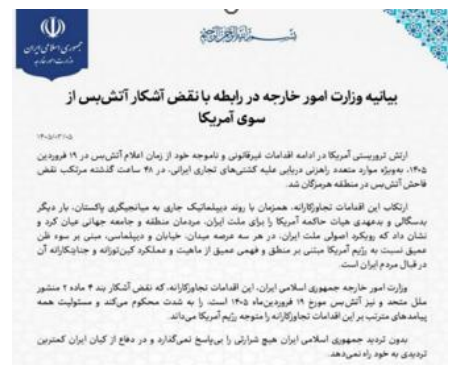 جمهوری اسلامی ایران
وزارت امور خارجه
بیانیه وزارت امور خارجه در رابطه با نقض آشکار آتش‌بس از
سوی آمریکا
۱۴۰۵/۰۳/۰۵
ارتش تروریستی آمریکا در ادامه اقدامات غیرقانونی و ناموجه خود از زمان اعلام آتش‌بس در ۱۹ فروردین
۱۴۰۵، به‌ویژه موارد متعدد راهزنی دریایی علیه کشتی‌های تجاری ایرانی، در ۴۸ ساعت گذشته مرتکب نقض
فاحش آتش‌بس در منطقه هرمزگان شد.
ارتکاب این اقدامات تجاوزکارانه، همزمان با روند دیپلماتیک جاری به میانجیگری پاکستان، بار دیگر
بدسگالی و بدعهدی هیات حاکمه آمریکا را برای ملت ایران، مردمان منطقه و جامعه جهانی عیان کرد و
نشان داد که رویکرد اصولی ملت ایران، در هر سه عرصه میدان، خیابان و دیپلماسی، مبنی بر سوء ظن
عمیق نسبت به رژیم آمریکا مبتنی بر منطق و فهمی عمیق از ماهیت و عملکرد کین‌توزانه و جنایتکارانه آن
در قبال مردم ایران است.
وزارت امور خارجه جمهوری اسلامی ایران، این اقدامات تجاوزکارانه، که نقض آشکار بند ۴ ماده ۲ منشور
ملل متحد و نیز آتش‌بس مورخ ۱۹ فروردین‌ماه ۱۴۰۵ است، را به شدت محکوم می‌کند و مسئولیت همه
پیامدهای مترتب بر این اقدامات تجاوزکارانه را متوجه رژیم آمریکا می‌داند.
بدون تردید جمهوری اسلامی ایران هیچ شرارتی را بی‌پاسخ نمی‌گذارد و در دفاع از کیان ایران کمترین
تردیدی به خود راه نمی‌دهد.